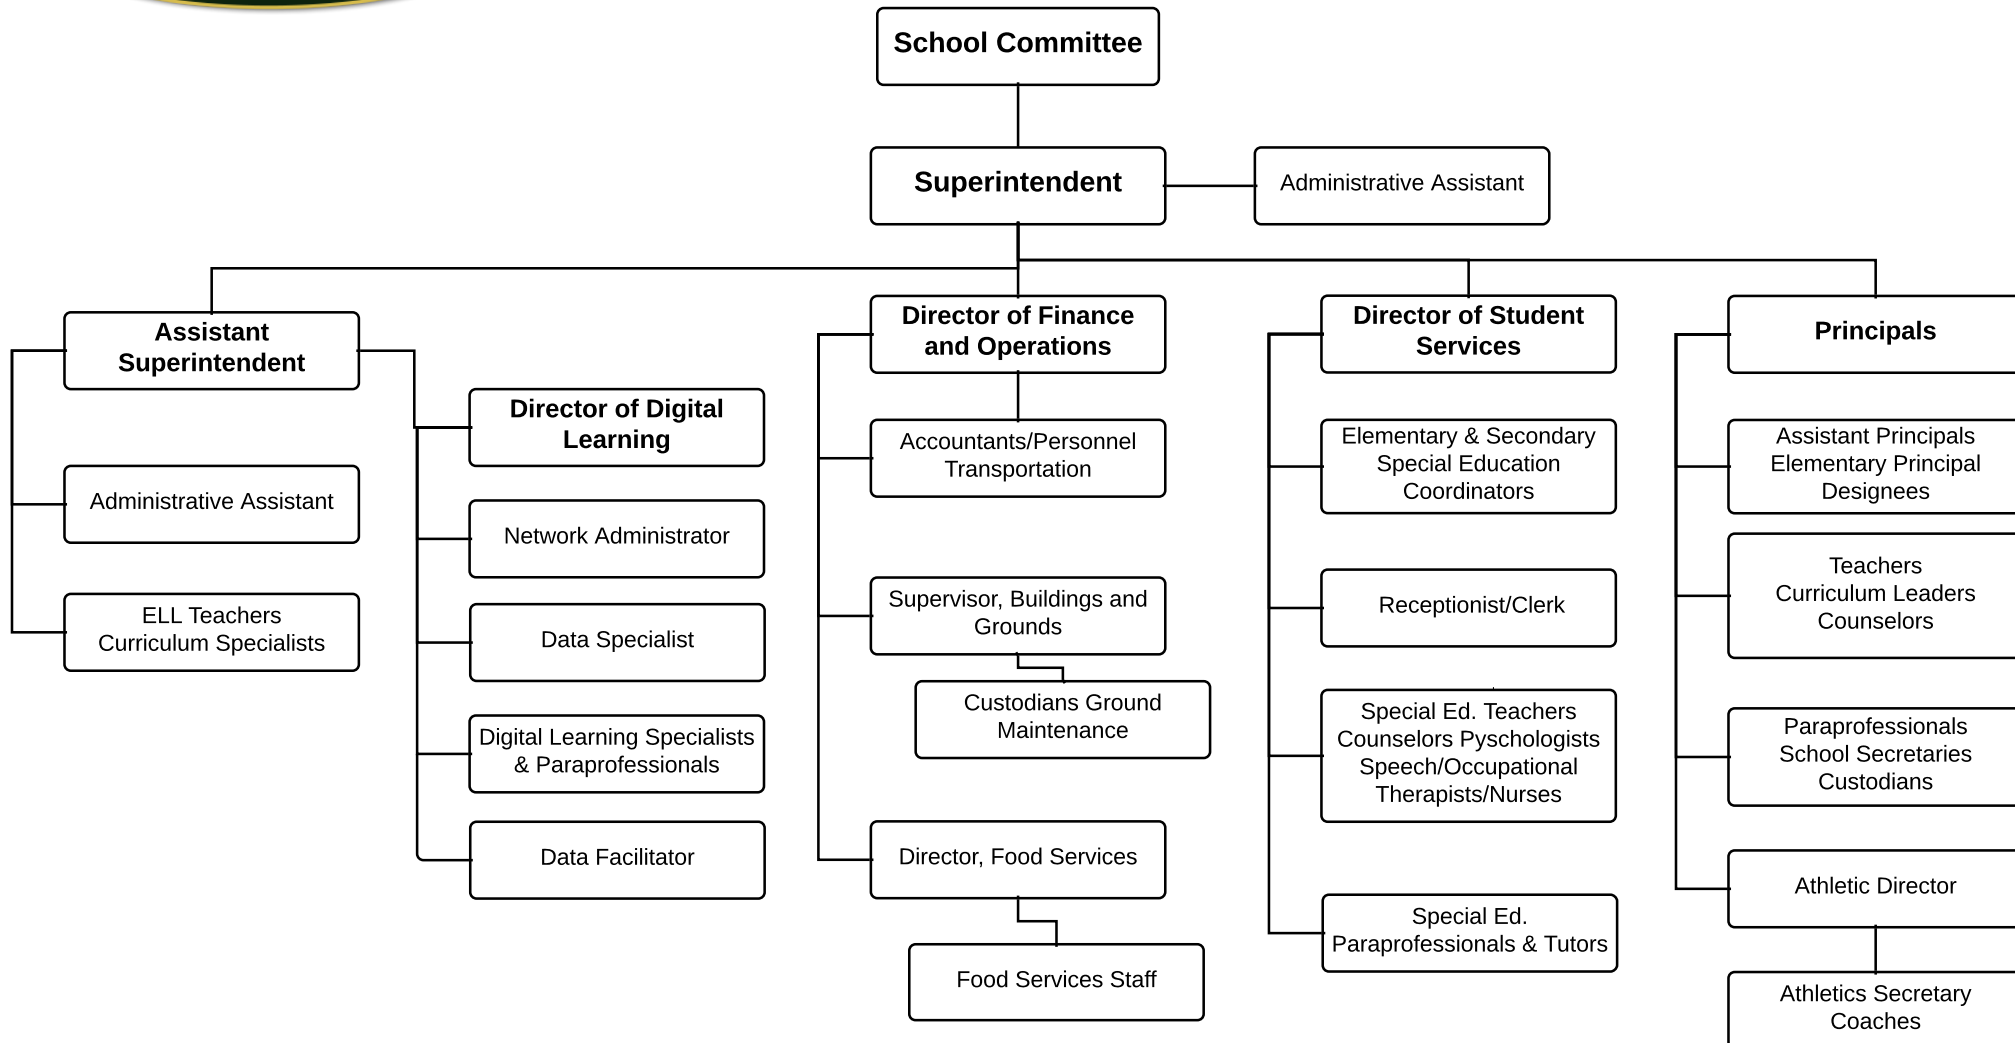 School Committee
Superintendent
Administrative Assistant
Assistant
Superintendent
Administrative Assistant
ELL Teachers
Curriculum Specialists
Director of Digital
Learning
Network Administrator
Data Specialist
Digital Learning Specialists
& Paraprofessionals
Data Facilitator
Director of Finance
and Operations
Accountants/Personnel
Transportation
Supervisor, Buildings and
Grounds
Custodians Ground
Maintenance
Director, Food Services
Food Services Staff
Director of Student
Services
Elementary & Secondary
Special Education
Coordinators
Receptionist/Clerk
Special Ed. Teachers
Counselors Pyschologists
Speech/Occupational
Therapists/Nurses
Special Ed.
Paraprofessionals & Tutors
Principals
Assistant Principals
Elementary Principal
Designees
Teachers
Curriculum Leaders
Counselors
Paraprofessionals
School Secretaries
Custodians
Athletic Director
Athletics Secretary
Coaches